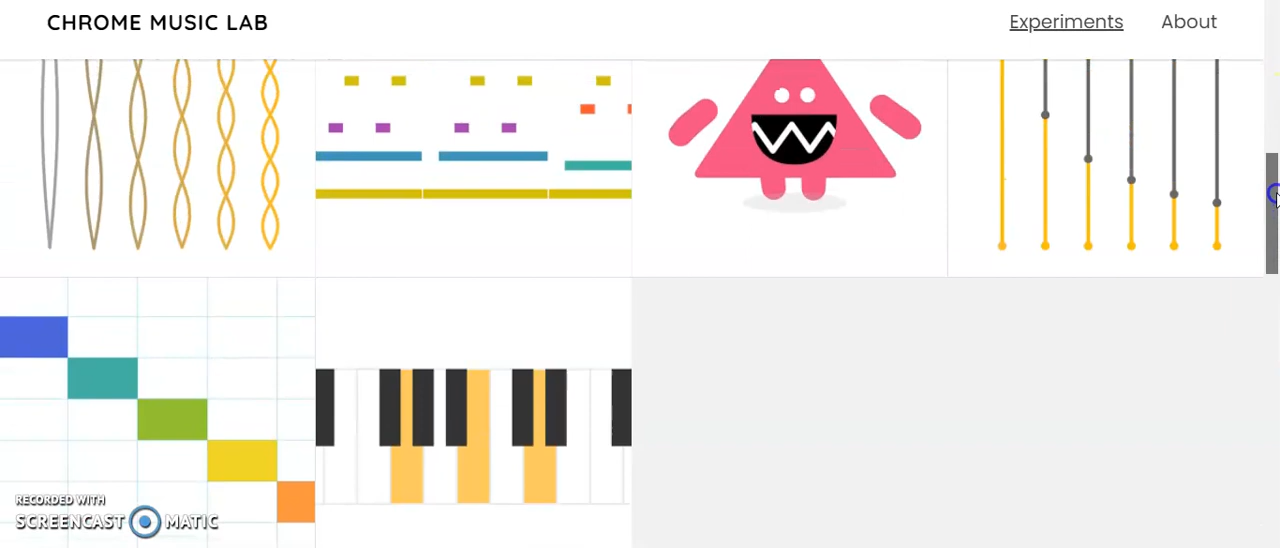 CHROME MUSIC LAB
Experiments About
RECORDED WITH
SCREENCAST MATIC